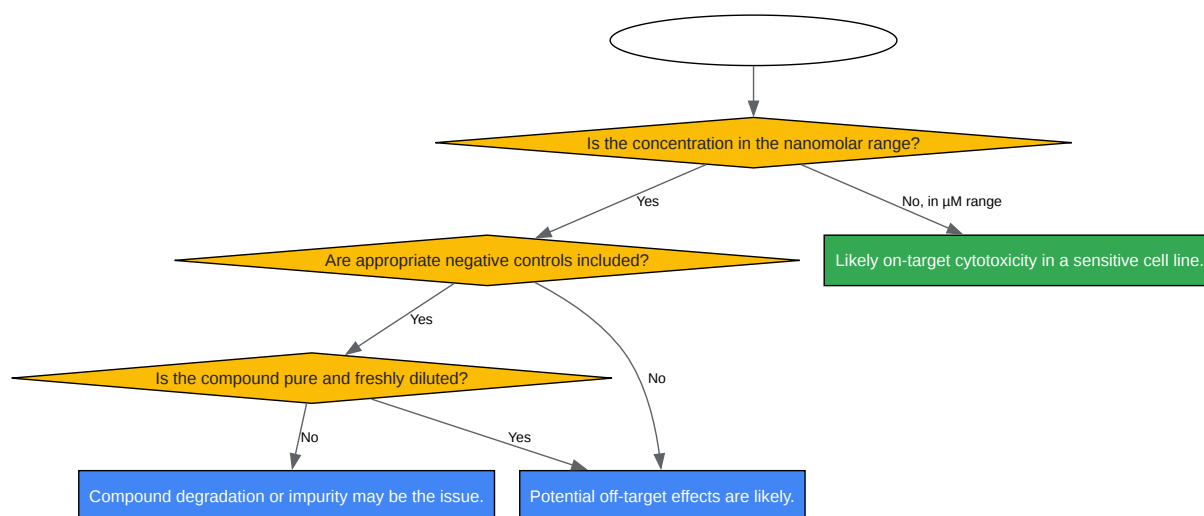 Is the concentration in the nanomolar range?
Yes
No, in µM range
Are appropriate negative controls included?
Likely on-target cytotoxicity in a sensitive cell line.
Yes
No
Is the compound pure and freshly diluted?
No
Yes
Compound degradation or impurity may be the issue.
Potential off-target effects are likely.